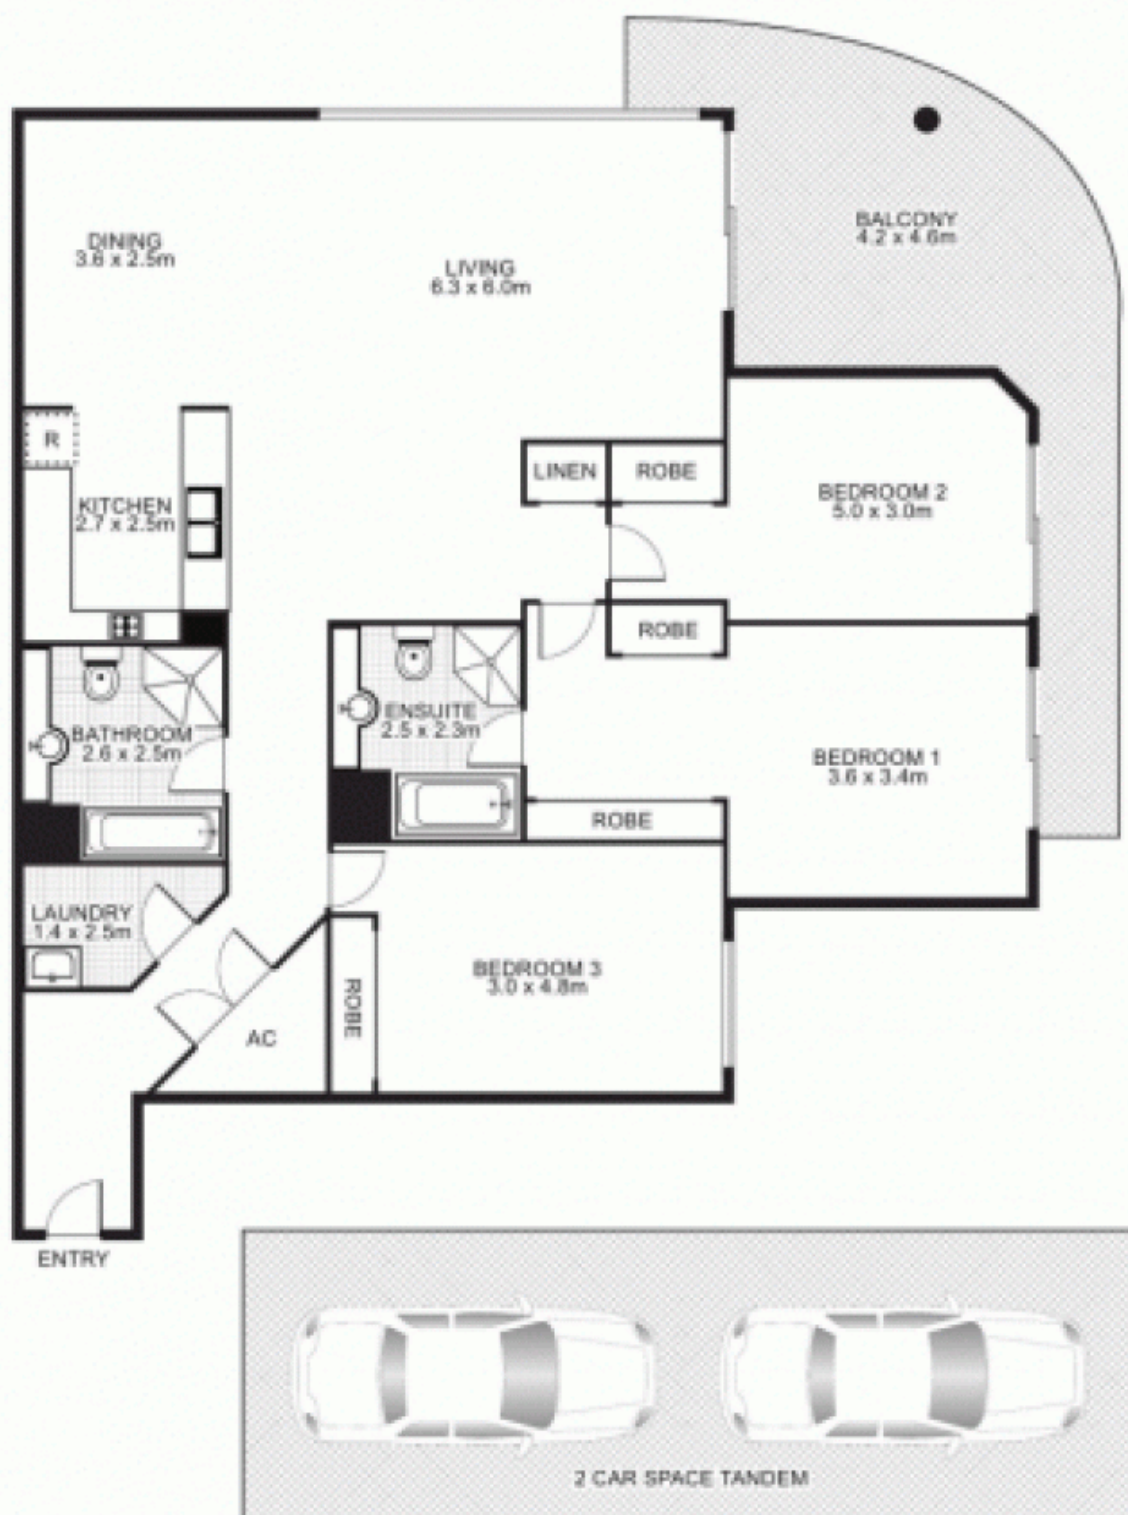 BALCONY
4.2 x 4.6m
DINING
3.6 x 2.5m
LIVING
6.3 x 6.0m
R
LINEN
ROBE
KITCHEN
2.7 x 2.5m
BEDROOM 2
5.0 x 3.0m
ROBE
ENSUITE
2.5 x 2.3m
BATHROOM
2.6 x 2.5m
BEDROOM 1
3.6 x 3.4m
ROBE
LAUNDRY
1.4 x 2.5m
BEDROOM 3
3.0 x 4.8m
ROBE
AC
ENTRY
2 CAR SPACE TANDEM